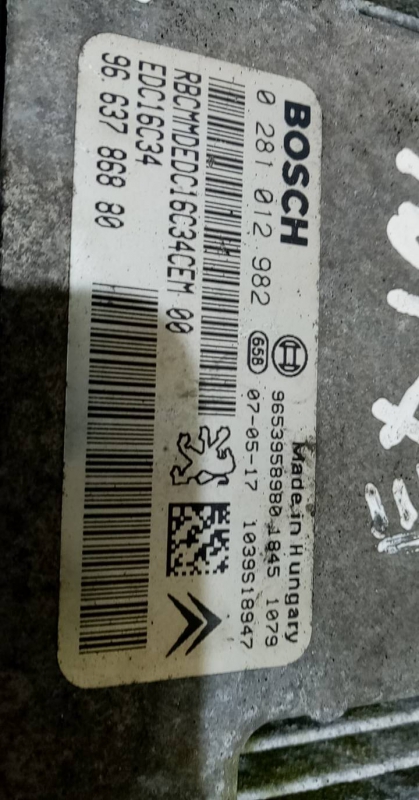 BOSCH
Made in Hungary
0 281 012 982
658
9653958980 1845 1079
07-05-17 1039S18947
RBCMMDEDC16C34CEM 00
EDC16C34
96 637 868 80